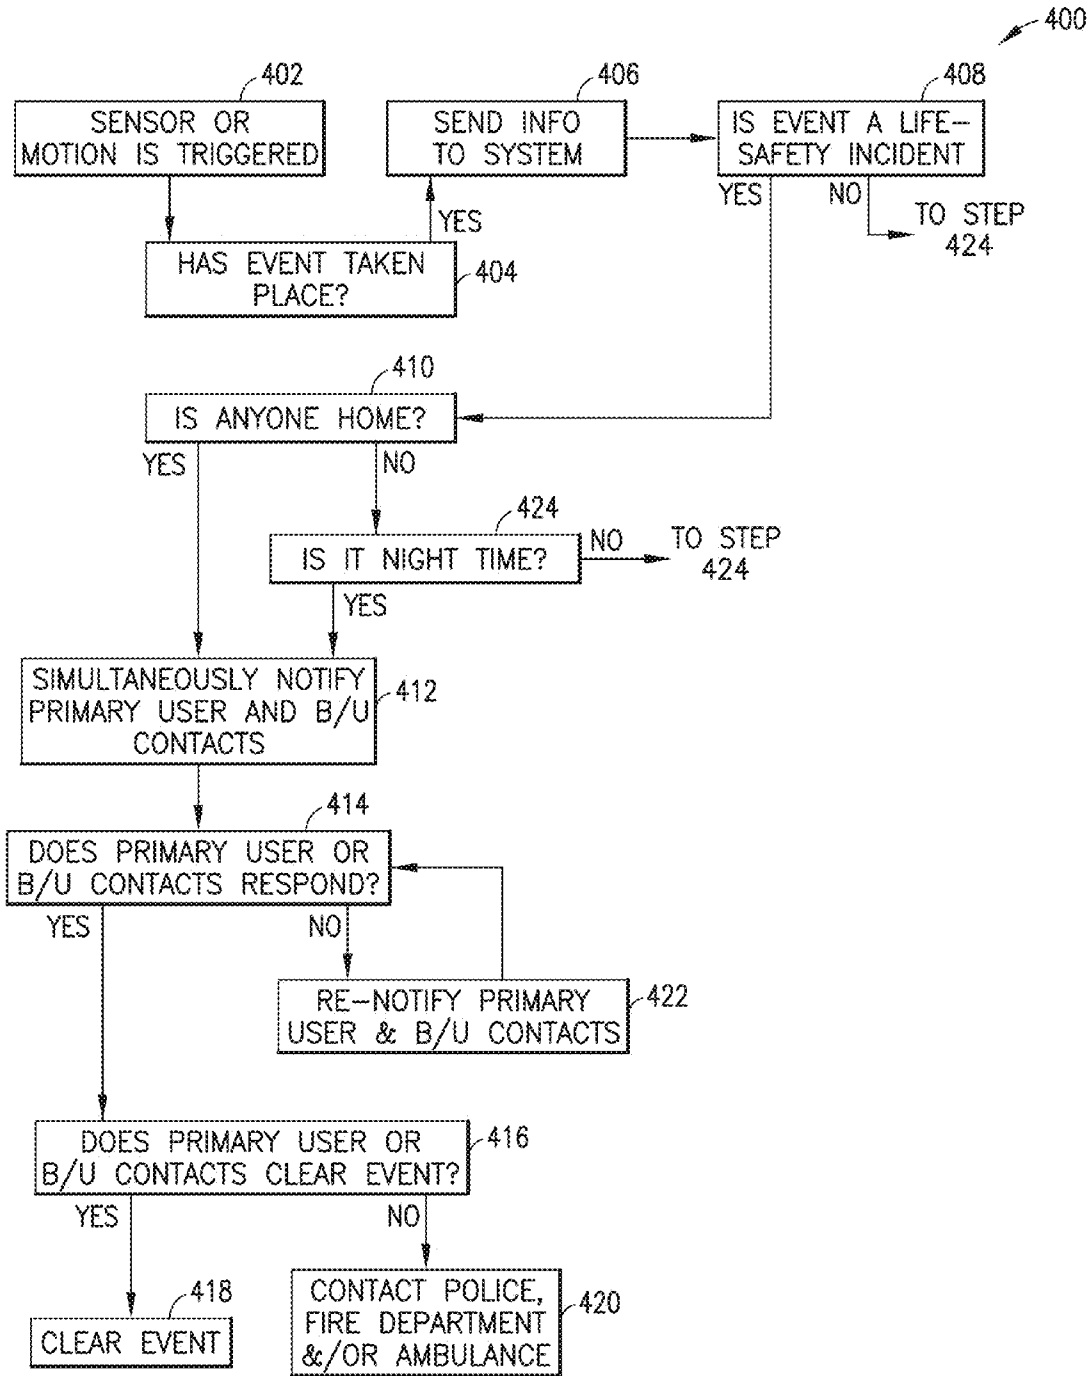 400
402
SENSOR OR
MOTION IS TRIGGERED
406
SEND INFO
TO SYSTEM
408
IS EVENT A LIFE-
SAFETY INCIDENT
YES
NO
TO STEP
424
YES
HAS EVENT TAKEN
PLACE?
404
410
IS ANYONE HOME?
YES
NO
424
IS IT NIGHT TIME?
NO
TO STEP
424
YES
SIMULTANEOUSLY NOTIFY
PRIMARY USER AND B/U
CONTACTS
412
414
DOES PRIMARY USER OR
B/U CONTACTS RESPOND?
YES
NO
RE-NOTIFY PRIMARY
USER & B/U CONTACTS
422
DOES PRIMARY USER OR
B/U CONTACTS CLEAR EVENT?
416
YES
NO
418
CLEAR EVENT
CONTACT POLICE,
FIRE DEPARTMENT
&/OR AMBULANCE
420